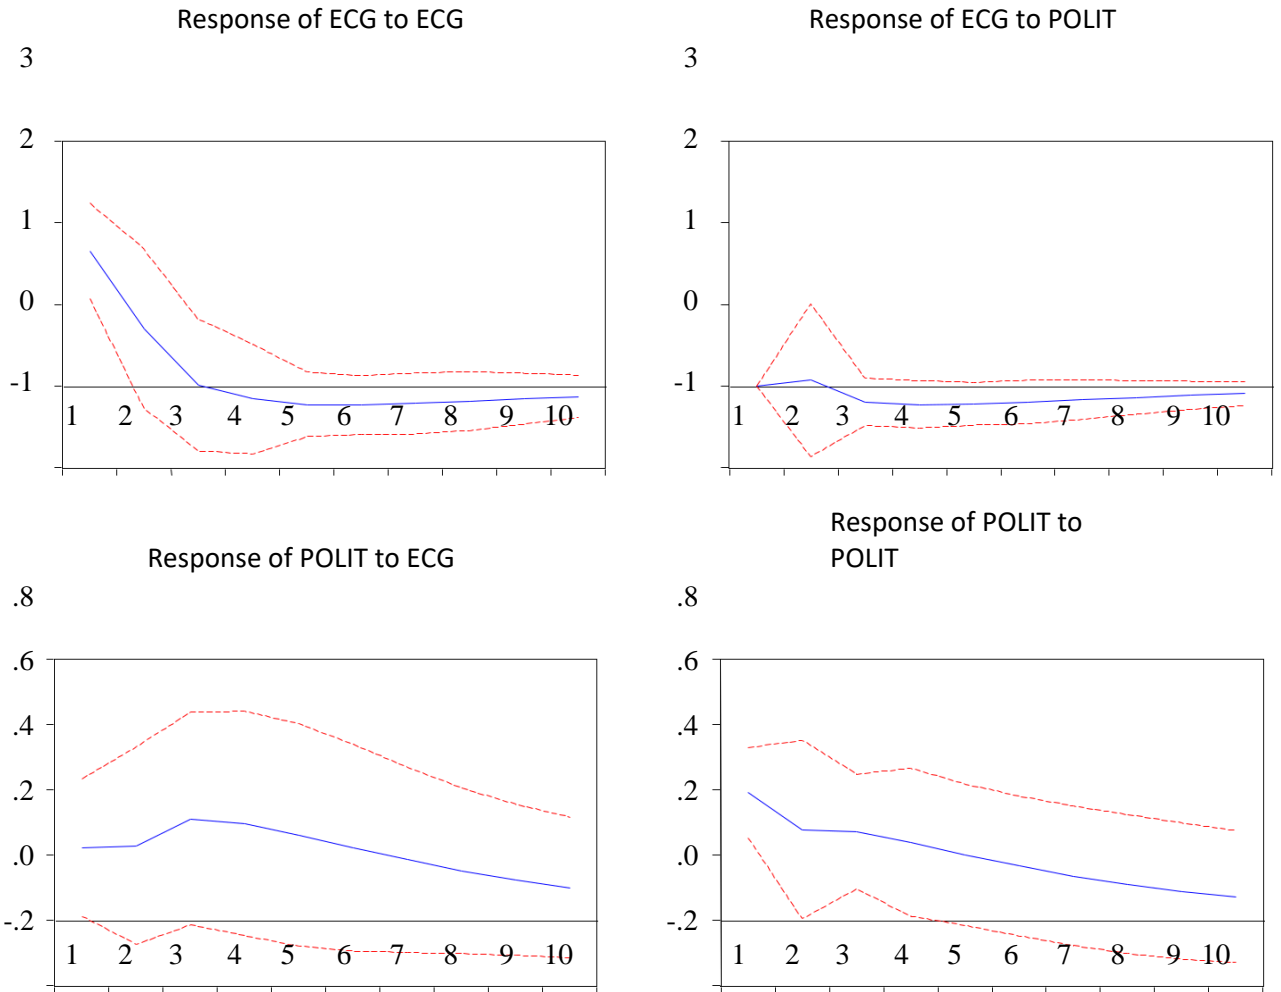 Response of ECG to ECG
3
2
1
0
-1
1 2 3 4 5 6 7 8 9 10
Response of ECG to POLIT
3
2
1
0
-1
1 2 3 4 5 6 7 8 9 10
Response of POLIT to ECG
.8
.6
.4
.2
.0
-.2
1 2 3 4 5 6 7 8 9 10
Response of POLIT to
POLIT
.8
.6
.4
.2
.0
-.2
1 2 3 4 5 6 7 8 9 10